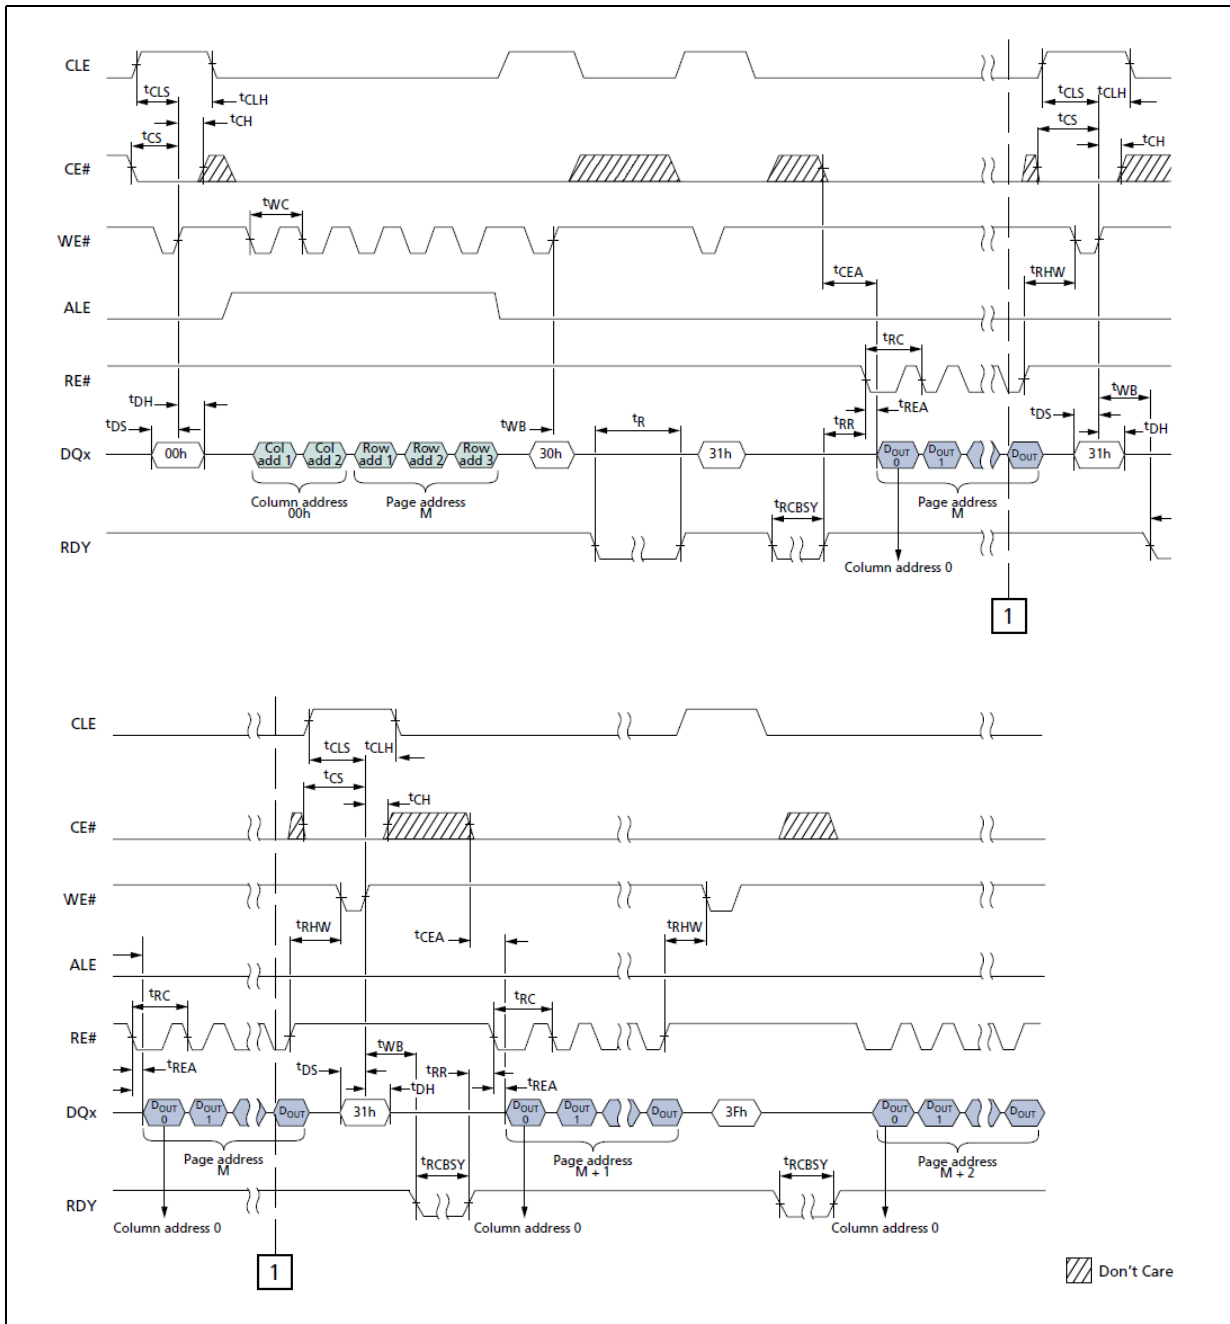 CLE
tCLS
tCLH
tCH
tCS
CE#
tWC
WE#
tCEA
ALE
tRC
RE#
tDH
tDS
tWB
tR
tRR
tREA
DQx
00h
Col add 1
Col add 2
Row add 1
Row add 2
Row add 3
30h
31h
DOUT 0
DOUT 1
DOUT
31h
Column address 00h
Page address M
tRCBSY
Page address M
RDY
Column address 0
tCLS
tCLH
tCS
tCH
tRHW
tWB
tDS
tDH
1
CLE
tCLS
tCLH
tCS
tCH
CE#
WE#
tRHW
tCEA
tRHW
ALE
tRC
tRC
RE#
tREA
tWB
tDS
tRR
tDH
tREA
DQx
DOUT 0
DOUT 1
DOUT
31h
DOUT 0
DOUT 1
DOUT
3Fh
DOUT 0
DOUT 1
DOUT
Page address M
tRCBSY
Page address M + 1
tRCBSY
Page address M + 2
RDY
Column address 0
Column address 0
Column address 0
1
Don't Care